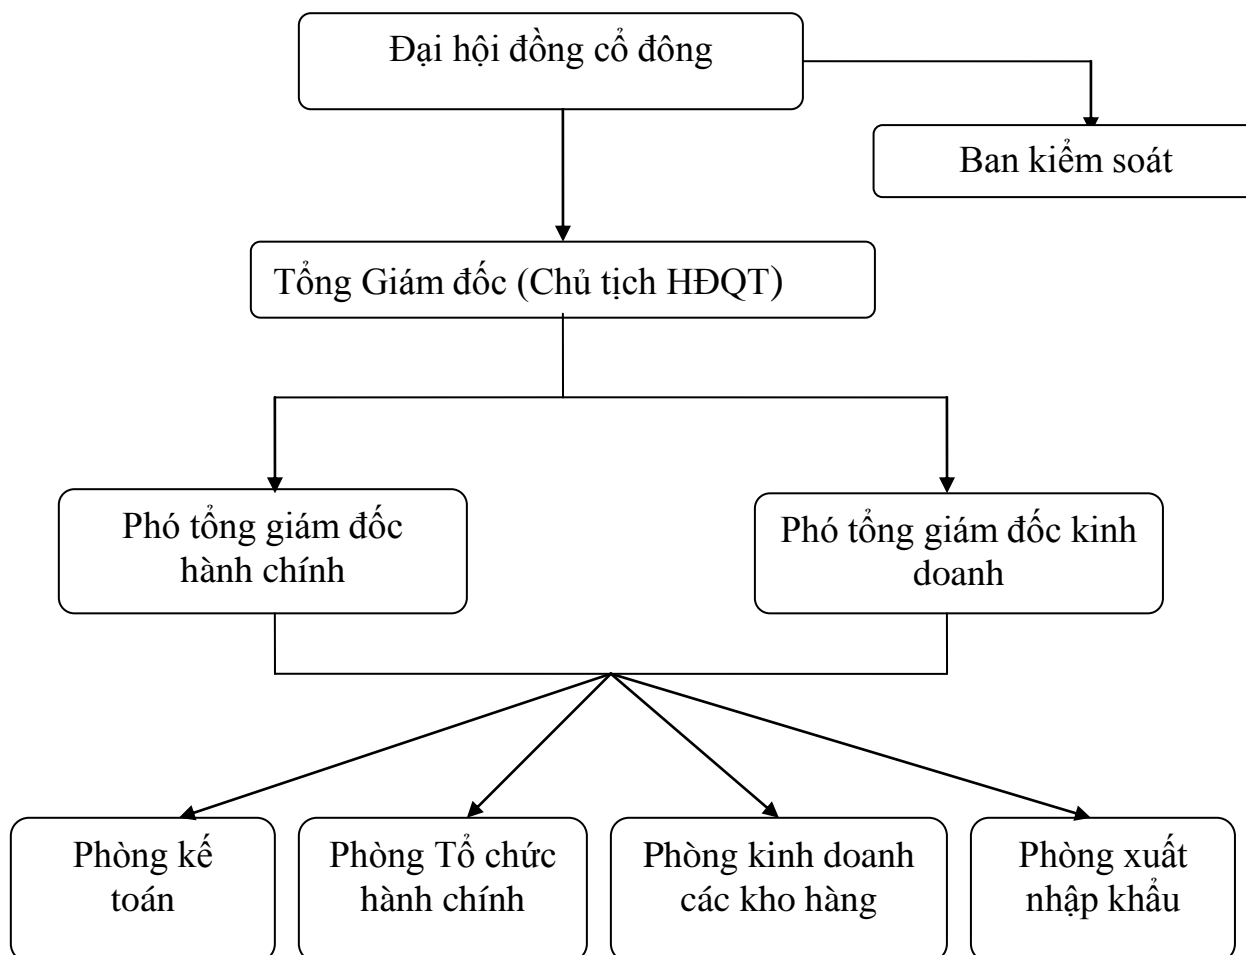 Đại hội đồng cổ đông
Ban kiểm soát
Tổng Giám đốc (Chủ tịch HĐQT)
Phó tổng giám đốc
hành chính
Phó tổng giám đốc kinh
doanh
Phòng kế
toán
Phòng Tổ chức
hành chính
Phòng kinh doanh
các kho hàng
Phòng xuất
nhập khẩu